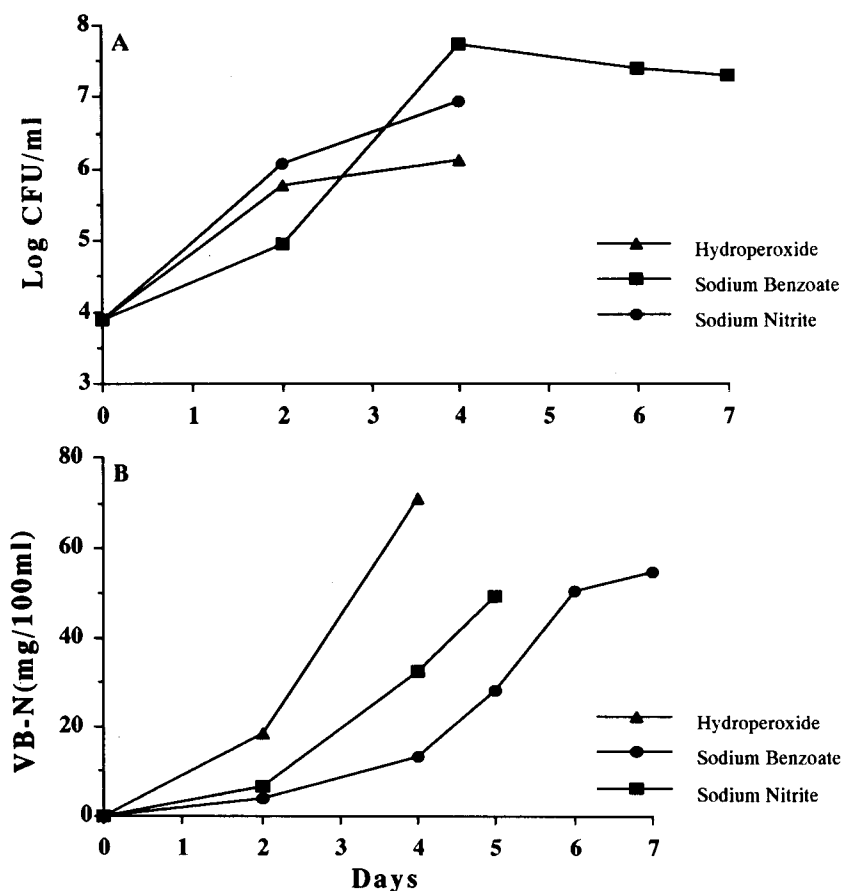 A
Log CFU/ml
8
7
6
5
4
3
0 1 2 3 4 5 6 7
Hydroperoxide
Sodium Benzoate
Sodium Nitrite
B
VB-N(mg/100ml)
80
60
40
20
0
0 1 2 3 4 5 6 7
Hydroperoxide
Sodium Benzoate
Sodium Nitrite
Days